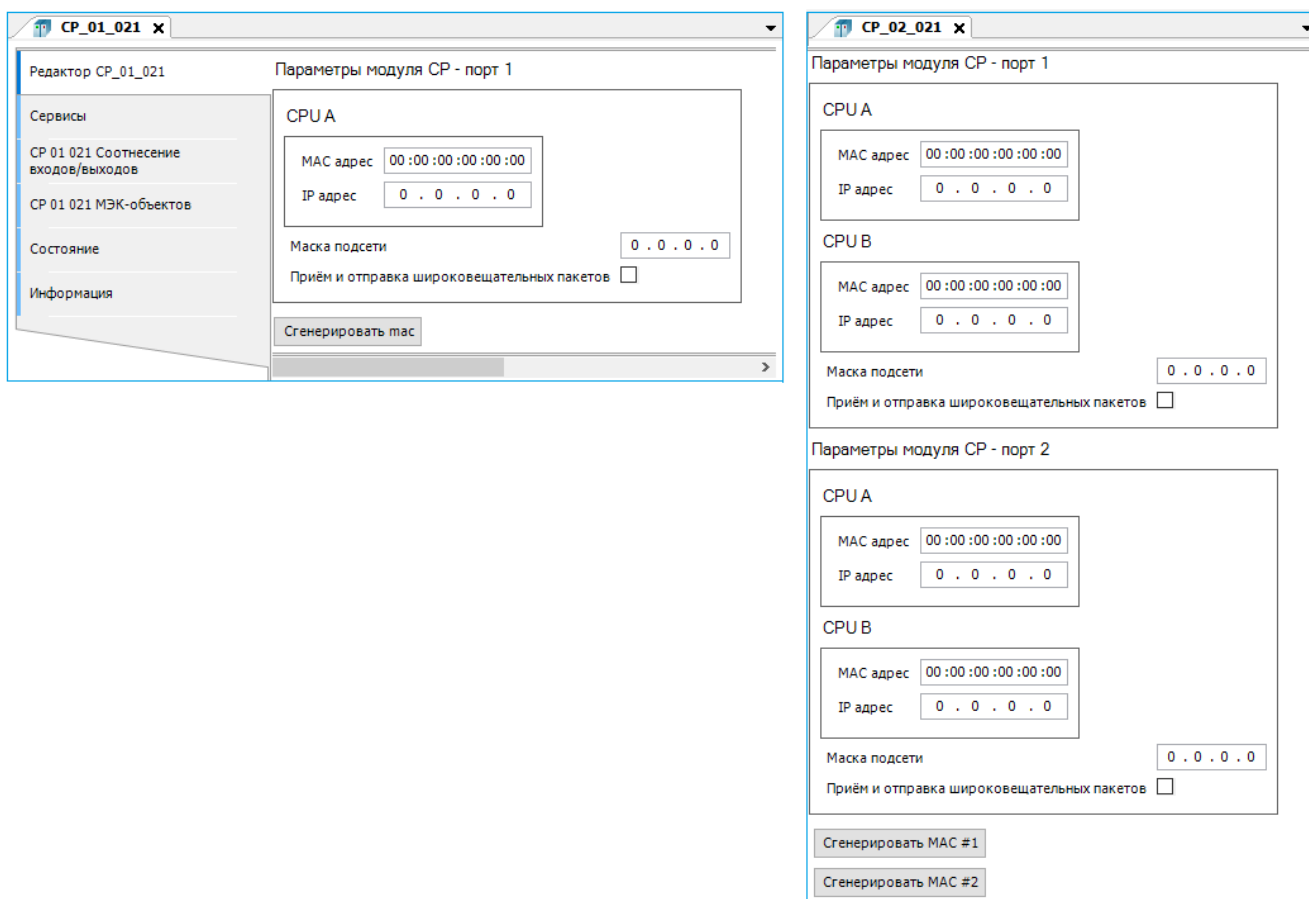 CP_01_021
Редактор CP_01_021
Сервисы
CP 01 021 Соотнесение
входов/выходов
CP 01 021 МЭК-объектов
Состояние
Информация
Параметры модуля CP - порт 1
CPU A
MAC адрес 00:00:00:00:00:00
IP адрес 0 . 0 . 0 . 0
Маска подсети 0 . 0 . 0 . 0
Приём и отправка широковещательных пакетов
Сгенерировать mac
CP_02_021
Параметры модуля CP - порт 1
CPU A
MAC адрес 00:00:00:00:00:00
IP адрес 0 . 0 . 0 . 0
CPU B
MAC адрес 00:00:00:00:00:00
IP адрес 0 . 0 . 0 . 0
Маска подсети 0 . 0 . 0 . 0
Приём и отправка широковещательных пакетов
Параметры модуля CP - порт 2
CPU A
MAC адрес 00:00:00:00:00:00
IP адрес 0 . 0 . 0 . 0
CPU B
MAC адрес 00:00:00:00:00:00
IP адрес 0 . 0 . 0 . 0
Маска подсети 0 . 0 . 0 . 0
Приём и отправка широковещательных пакетов
Сгенерировать MAC #1
Сгенерировать MAC #2